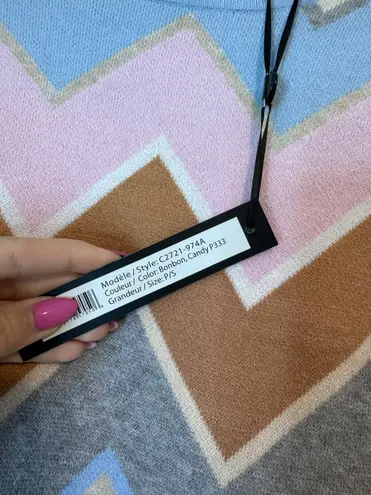 Modèle / Style: C2721-974A
Couleur / Color: Bonbon, Candy P333
Grandeur / Size: P/S